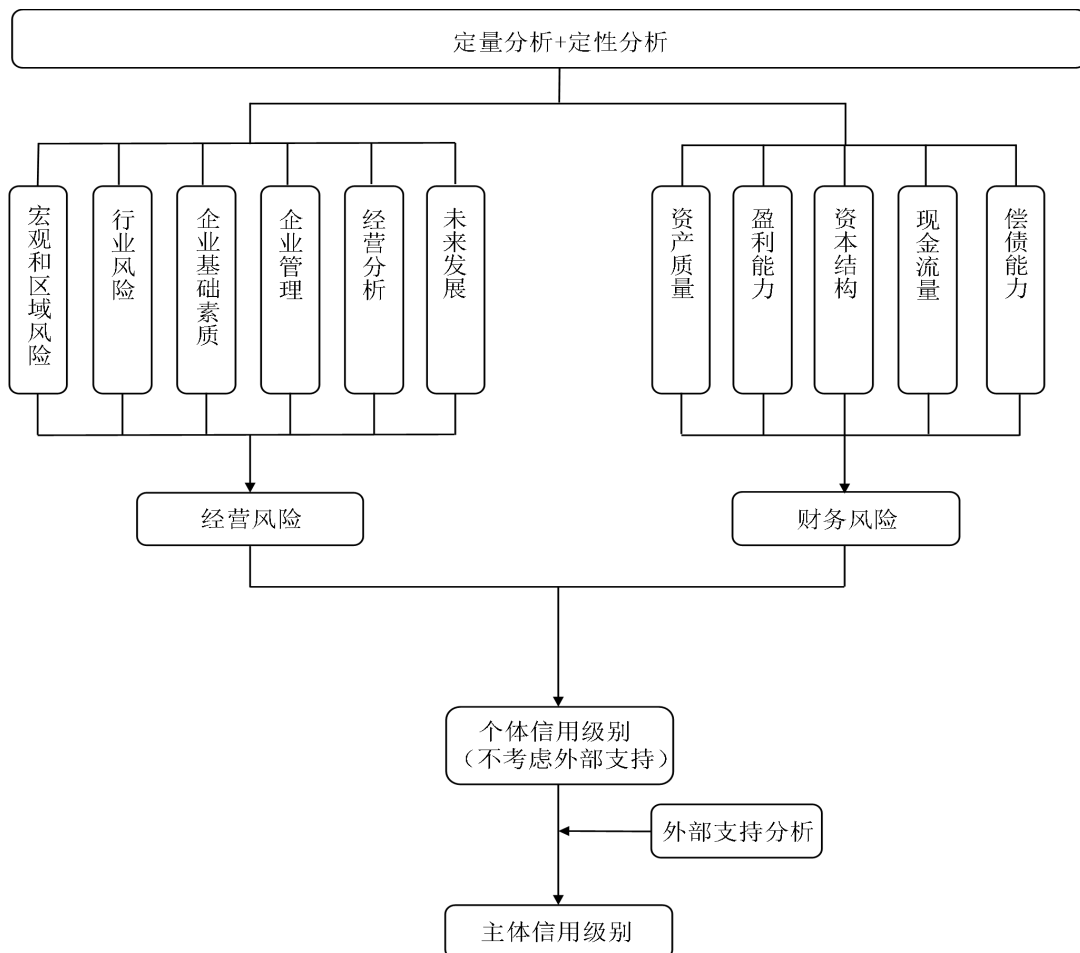 定量分析+定性分析
宏观和区域风险
行业风险
企业基础素质
企业管理
经营分析
未来发展
资产质量
盈利能力
资本结构
现金流量
偿债能力
经营风险
财务风险
个体信用级别
（不考虑外部支持）
外部支持分析
主体信用级别